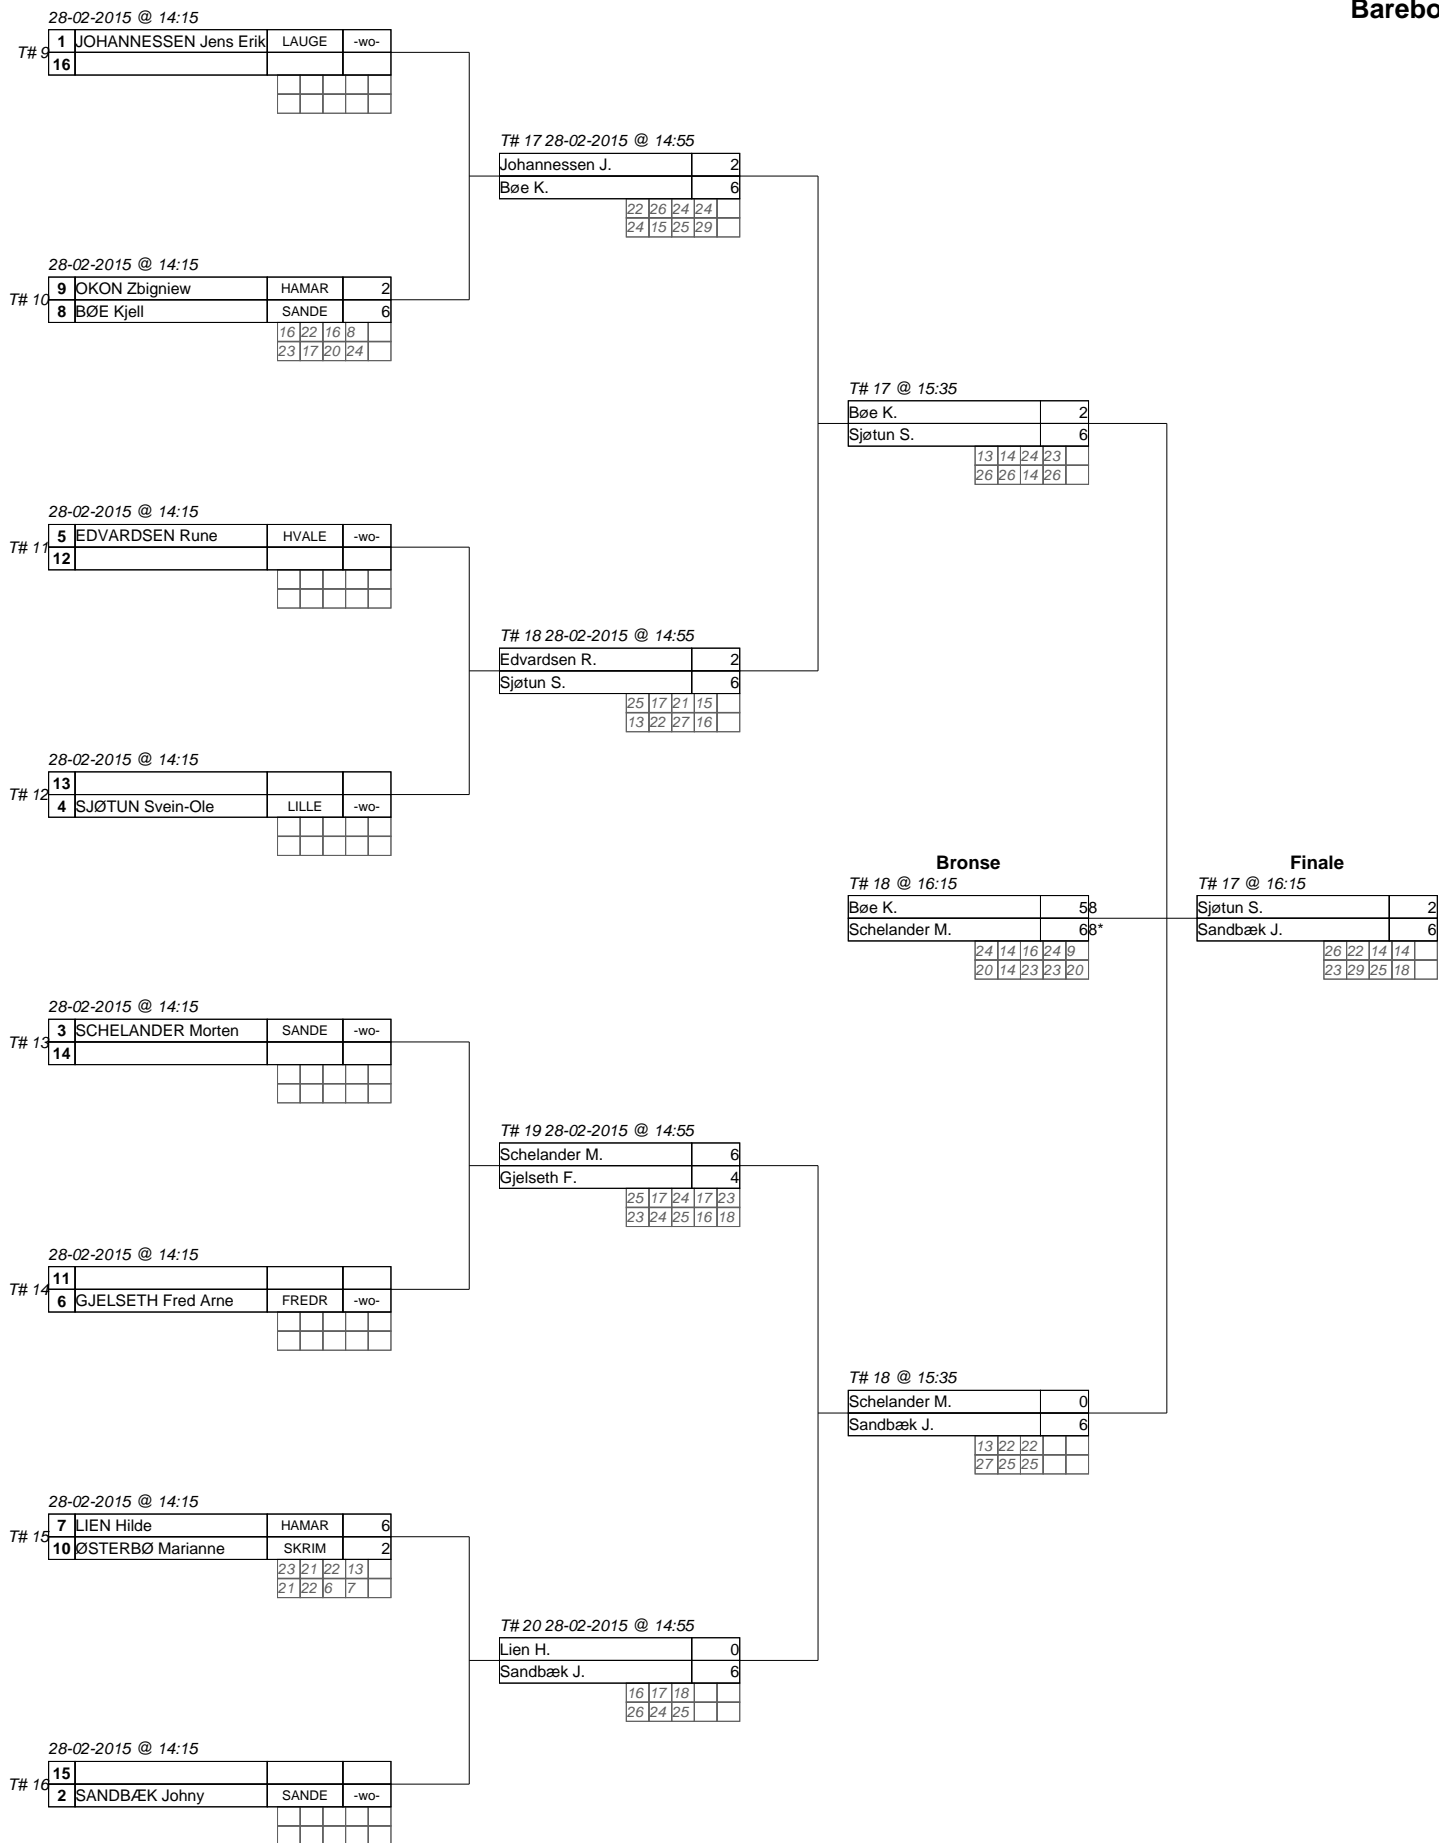 Barebo
28-02-2015 @ 14:15
T# 9
1 JOHANNESSEN Jens Erik LAUGE -wo-
16
T# 17 28-02-2015 @ 14:55
Johannessen J. 2
Bøe K. 6
22 26 24 24
24 15 25 29
28-02-2015 @ 14:15
T# 10
9 OKON Zbigniew HAMAR 2
8 BØE Kjell SANDE 6
16 22 16 8
23 17 20 24
T# 17 @ 15:35
Bøe K. 2
Sjøtun S. 6
13 14 24 23
26 26 14 26
28-02-2015 @ 14:15
T# 11
5 EDVARDSEN Rune HVALE -wo-
12
T# 18 28-02-2015 @ 14:55
Edvardsen R. 2
Sjøtun S. 6
25 17 21 15
13 22 27 16
28-02-2015 @ 14:15
T# 12
13
4 SJØTUN Svein-Ole LILLE -wo-
Bronse
T# 18 @ 16:15
Bøe K. 58
Schelander M. 68*
24 14 16 24 9
20 14 23 23 20
Finale
T# 17 @ 16:15
Sjøtun S. 2
Sandbæk J. 6
26 22 14 14
23 29 25 18
28-02-2015 @ 14:15
T# 13
3 SCHELANDER Morten SANDE -wo-
14
T# 19 28-02-2015 @ 14:55
Schelander M. 6
Gjelseth F. 4
25 17 24 17 23
23 24 25 16 18
28-02-2015 @ 14:15
T# 14
11
6 GJELSETH Fred Arne FREDR -wo-
T# 18 @ 15:35
Schelander M. 0
Sandbæk J. 6
13 22 22
27 25 25
28-02-2015 @ 14:15
T# 15
7 LIEN Hilde HAMAR 6
10 ØSTERBØ Marianne SKRIM 2
23 21 22 13
21 22 6 7
T# 20 28-02-2015 @ 14:55
Lien H. 0
Sandbæk J. 6
16 17 18
26 24 25
28-02-2015 @ 14:15
T# 16
15
2 SANDBÆK Johny SANDE -wo-